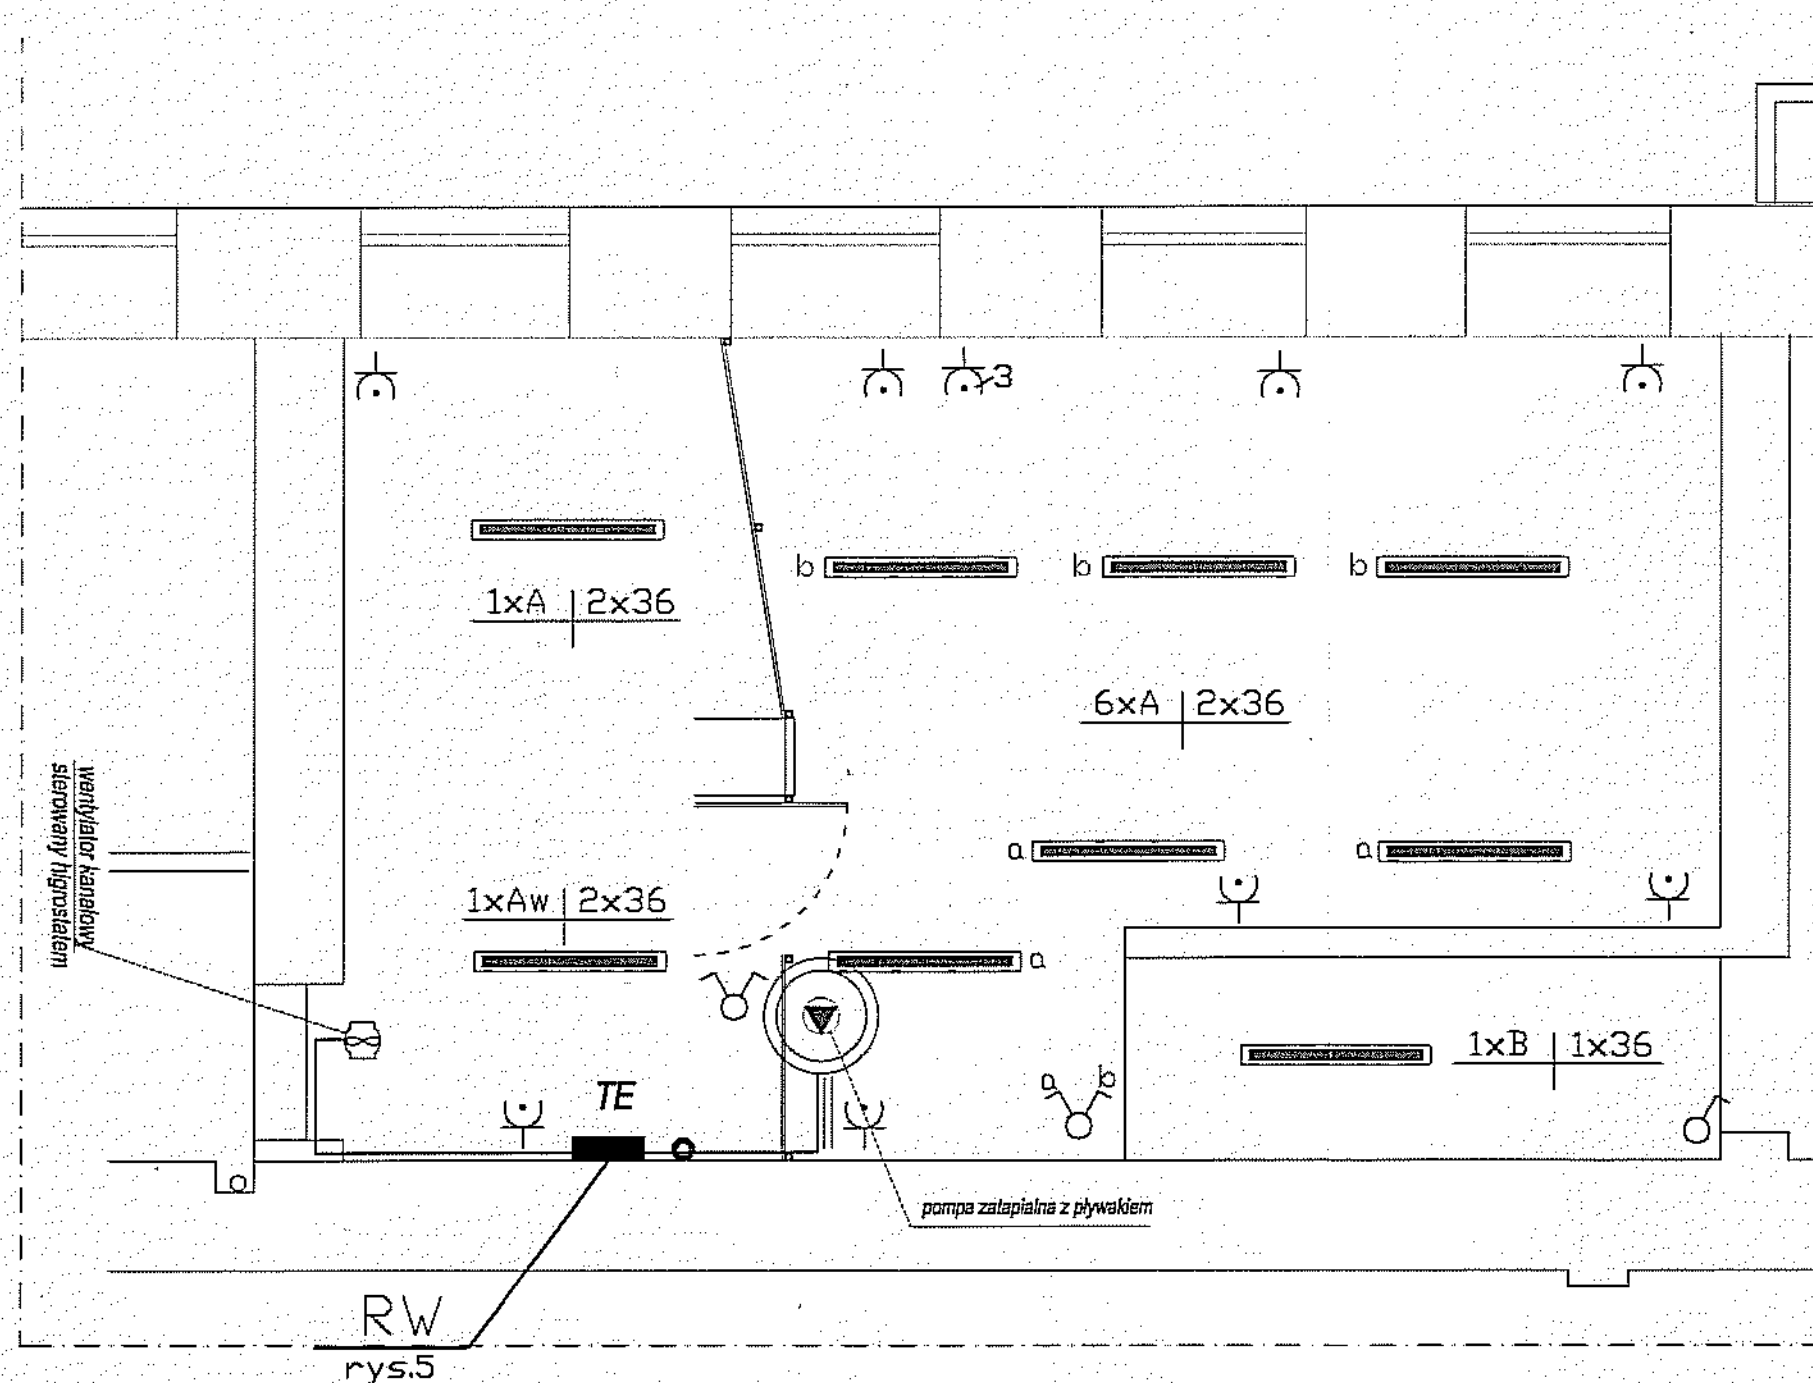 3
b
b
b
1xA 2x36
6xA 2x36
wentylator kanałowy
sterowany higrostatem
a
a
1xAw 2x36
a
1xB 1x36
TE
a
b
pompa zatapialna z pływakiem
RW
rys.5